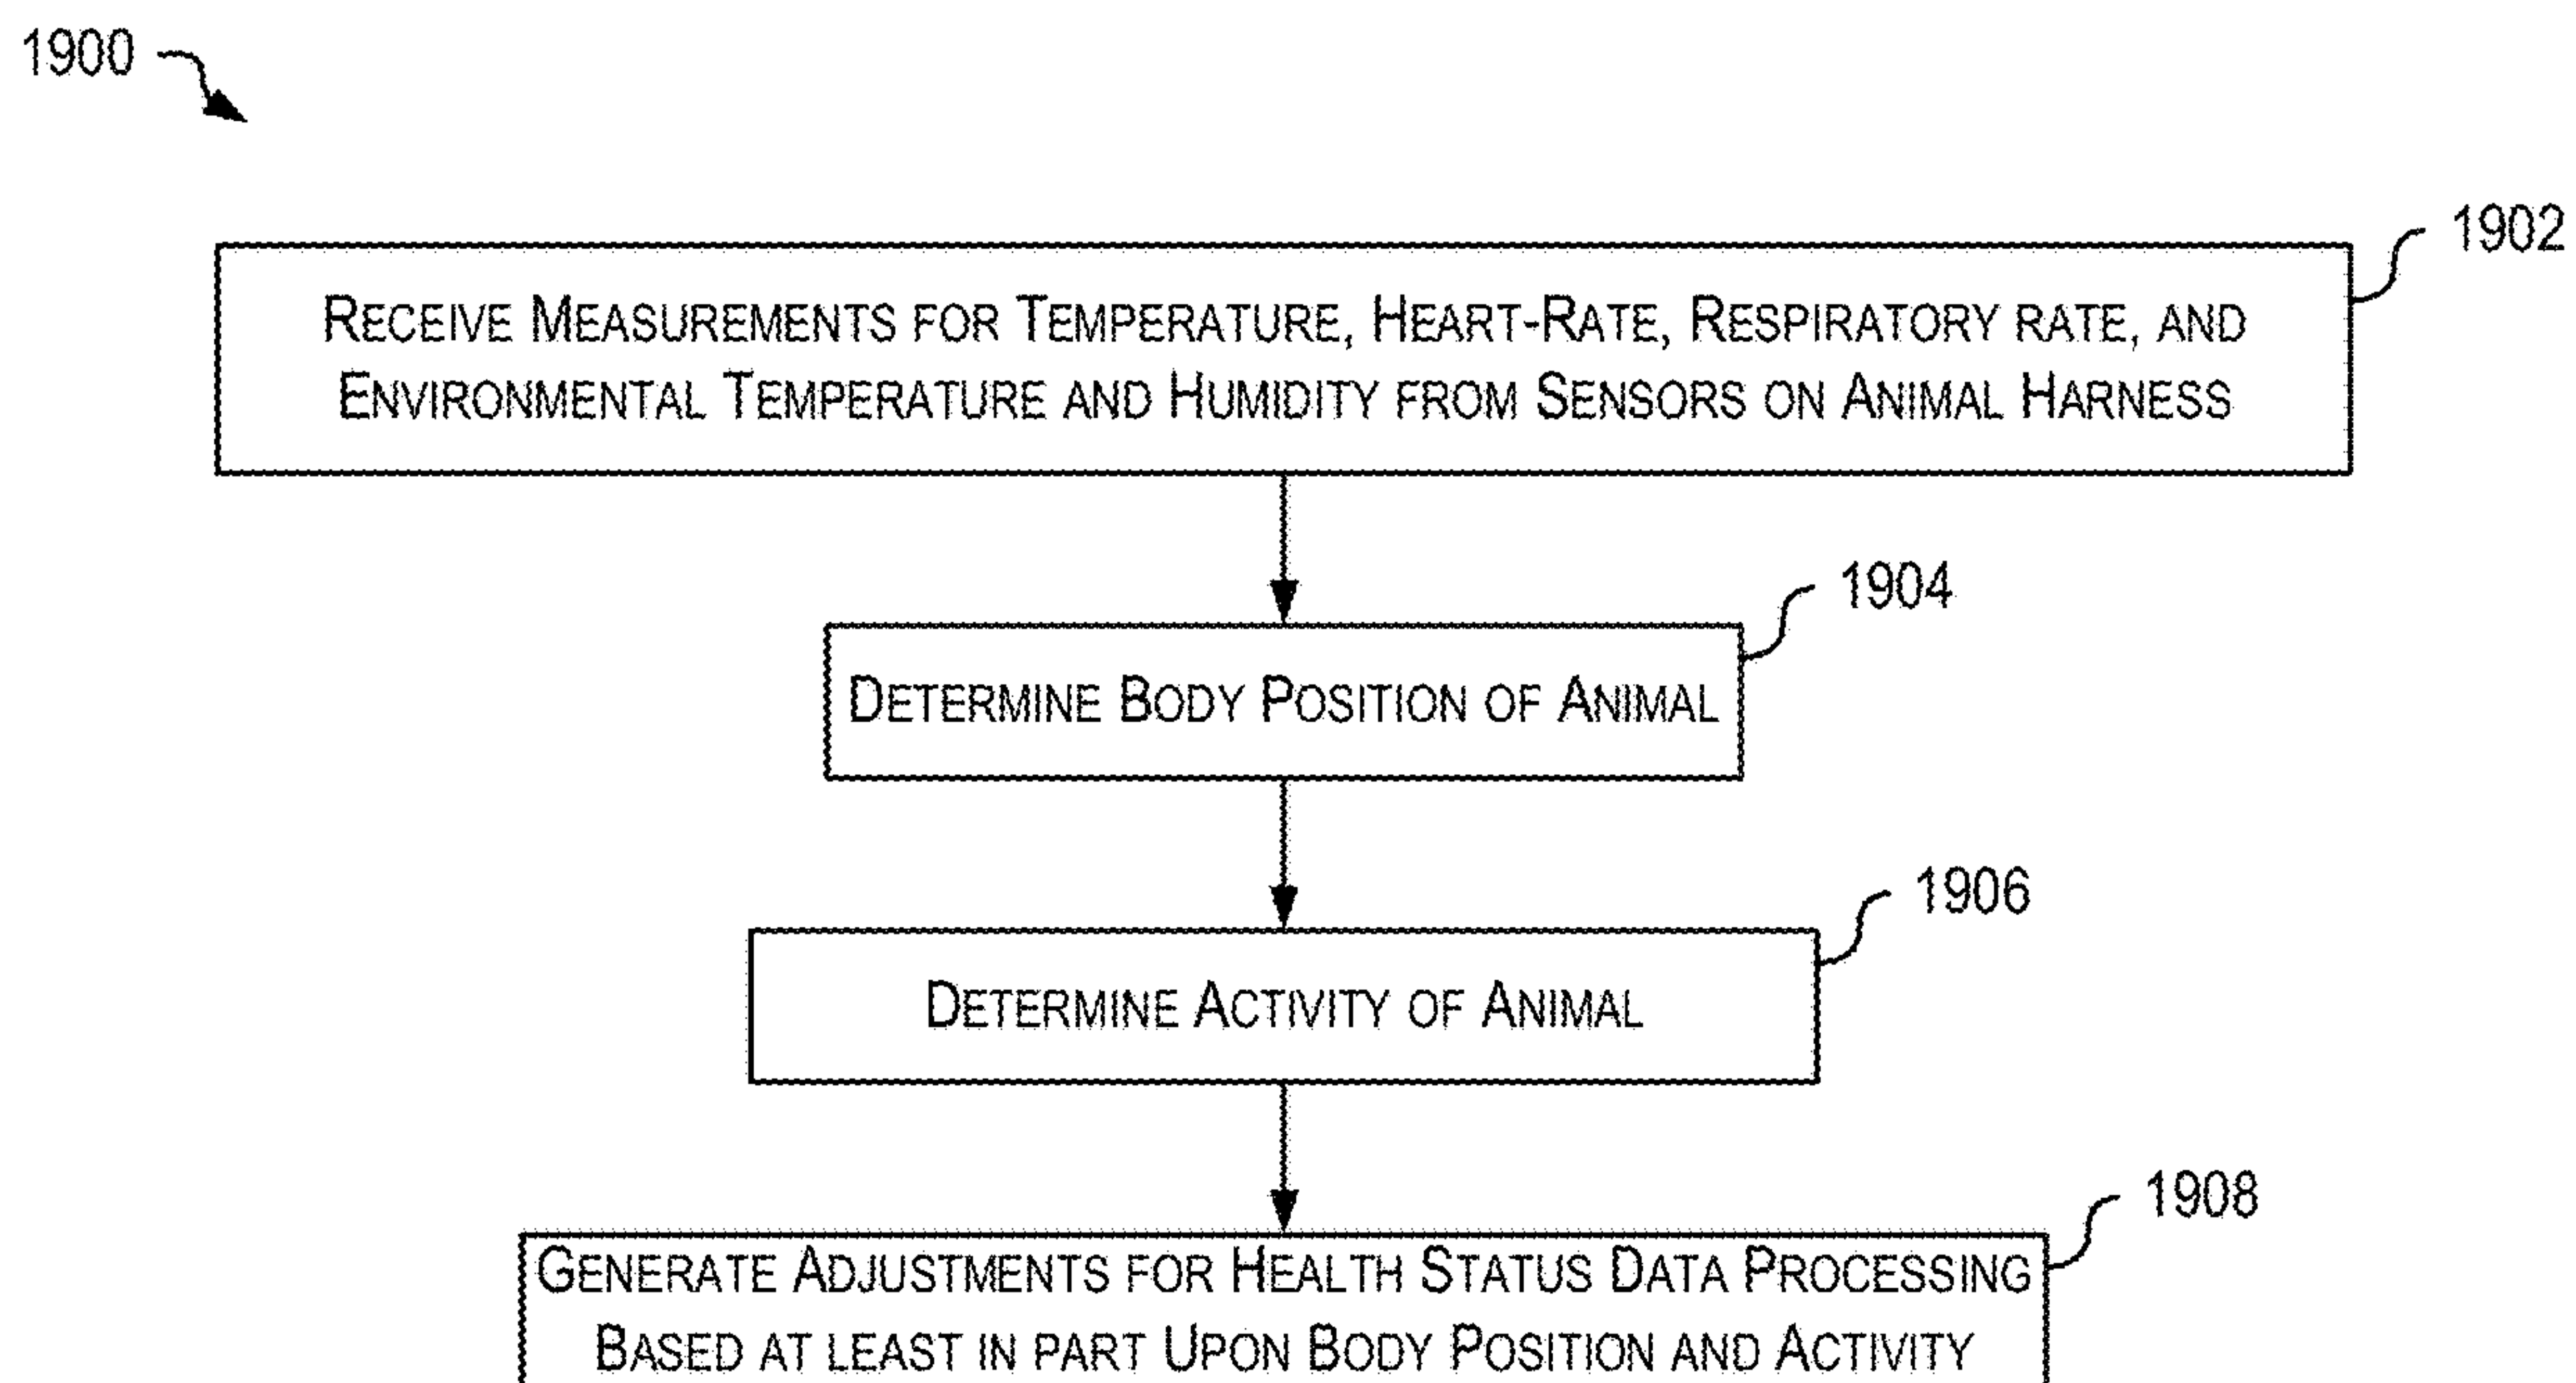 1900
1902
Receive Measurements for Temperature, Heart-Rate, Respiratory rate, and
Environmental Temperature and Humidity from Sensors on Animal Harness
1904
Determine Body Position of Animal
1906
Determine Activity of Animal
1908
Generate Adjustments for Health Status Data Processing
Based at least in part Upon Body Position and Activity